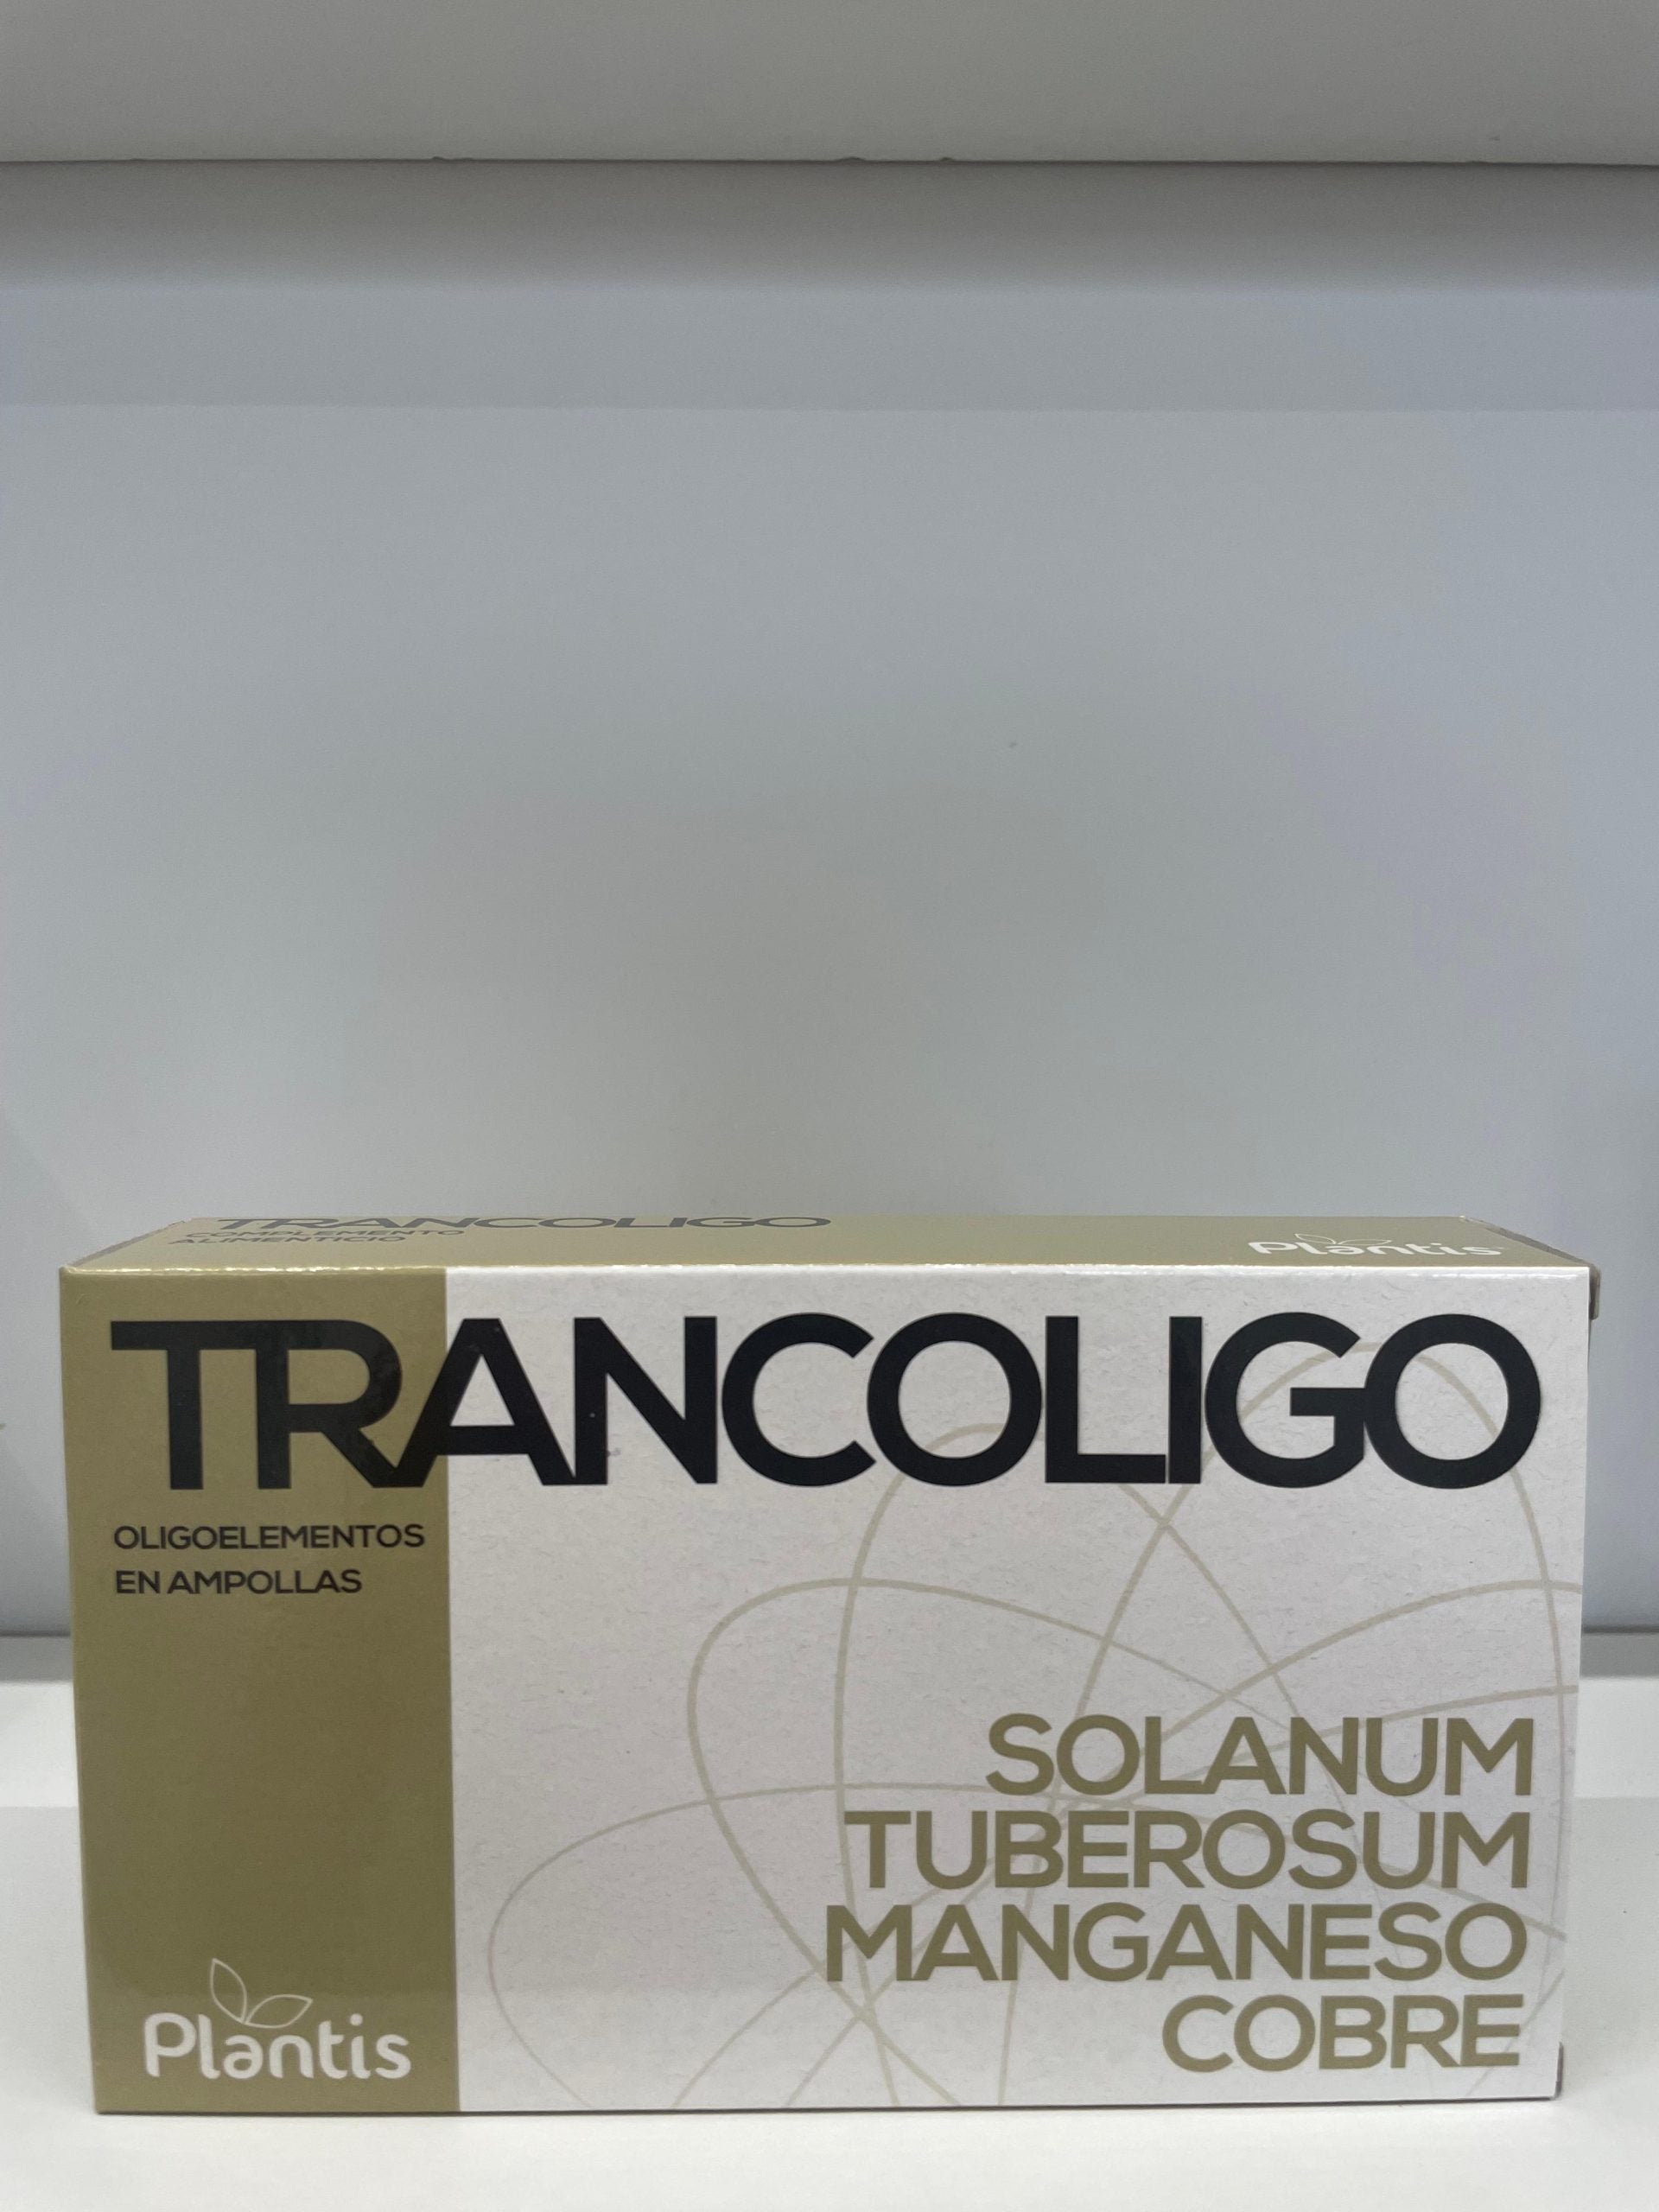 TRANCOLIGO
COMPLEMENTO
ALIMENTICIO
Plantis
TRANCOLIGO
OLIGOELEMENTOS
EN AMPOLLAS
SOLANUM
TUBEROSUM
MANGANESO
COBRE
Plantis